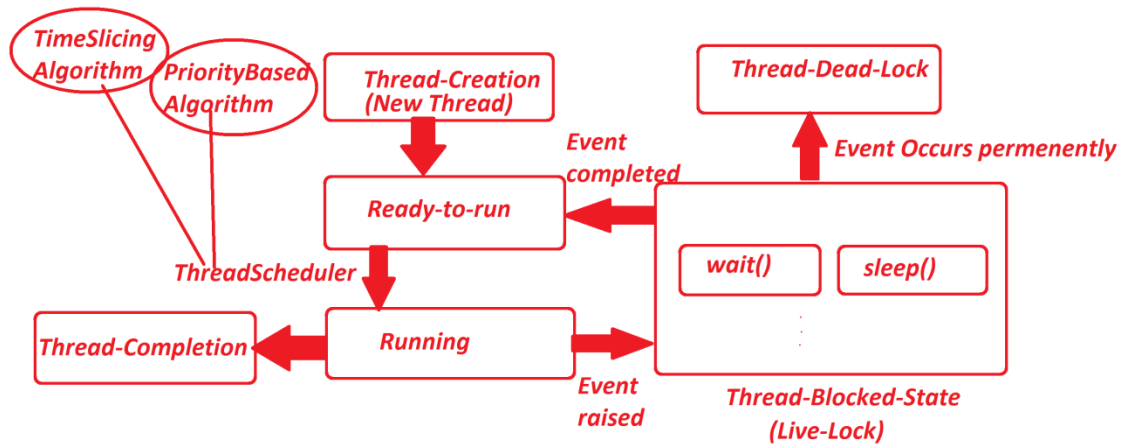 TimeSlicing
Algorithm
PriorityBased
Algorithm
Thread-Creation
(New Thread)
Thread-Dead-Lock
Event
completed
Event Occurs permenently
Ready-to-run
wait()
sleep()
ThreadScheduler
Thread-Completion
Running
Event
raised
Thread-Blocked-State
(Live-Lock)